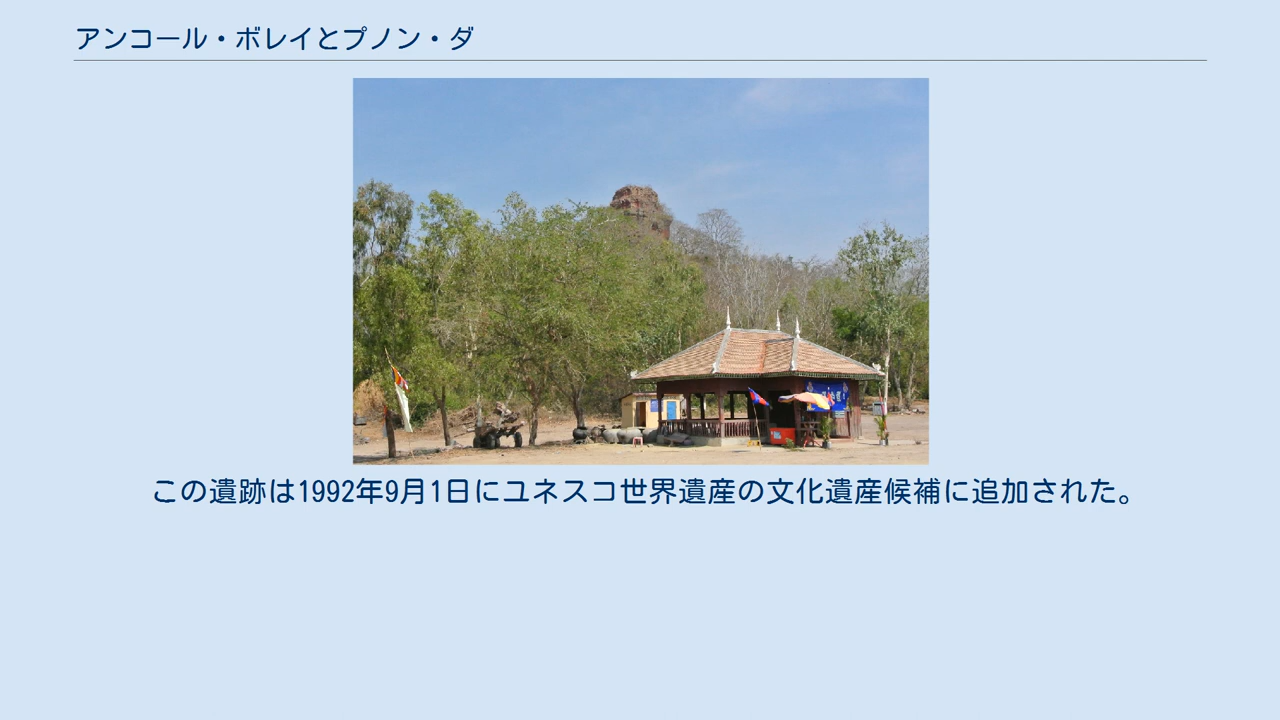 アンコール・ボレイとプノン・ダ
この遺跡は1992年9月1日にユネスコ世界遺産の文化遺産候補に追加された。